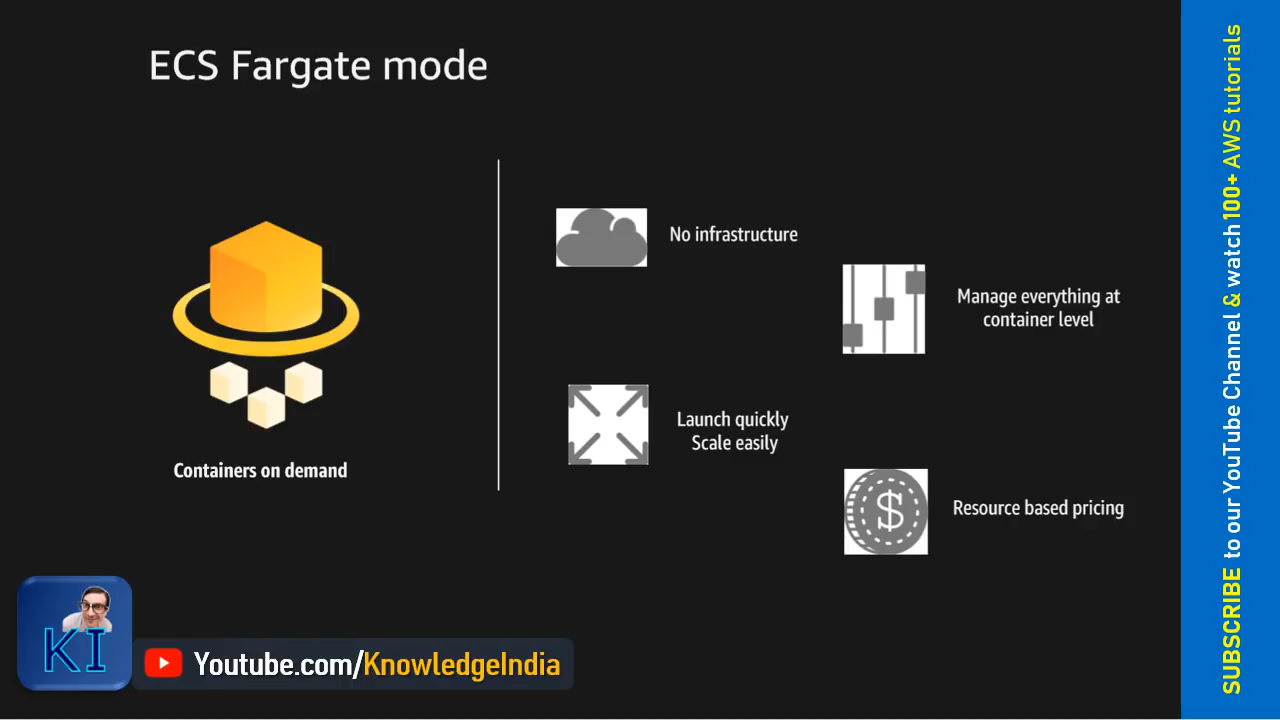 ECS Fargate mode
No infrastructure
Manage everything at
container level
Launch quickly
Scale easily
Containers on demand
$
Resource based pricing
KI
Youtube.com/KnowledgeIndia
SUBSCRIBE to our YouTube Channel & watch 100+ AWS tutorials